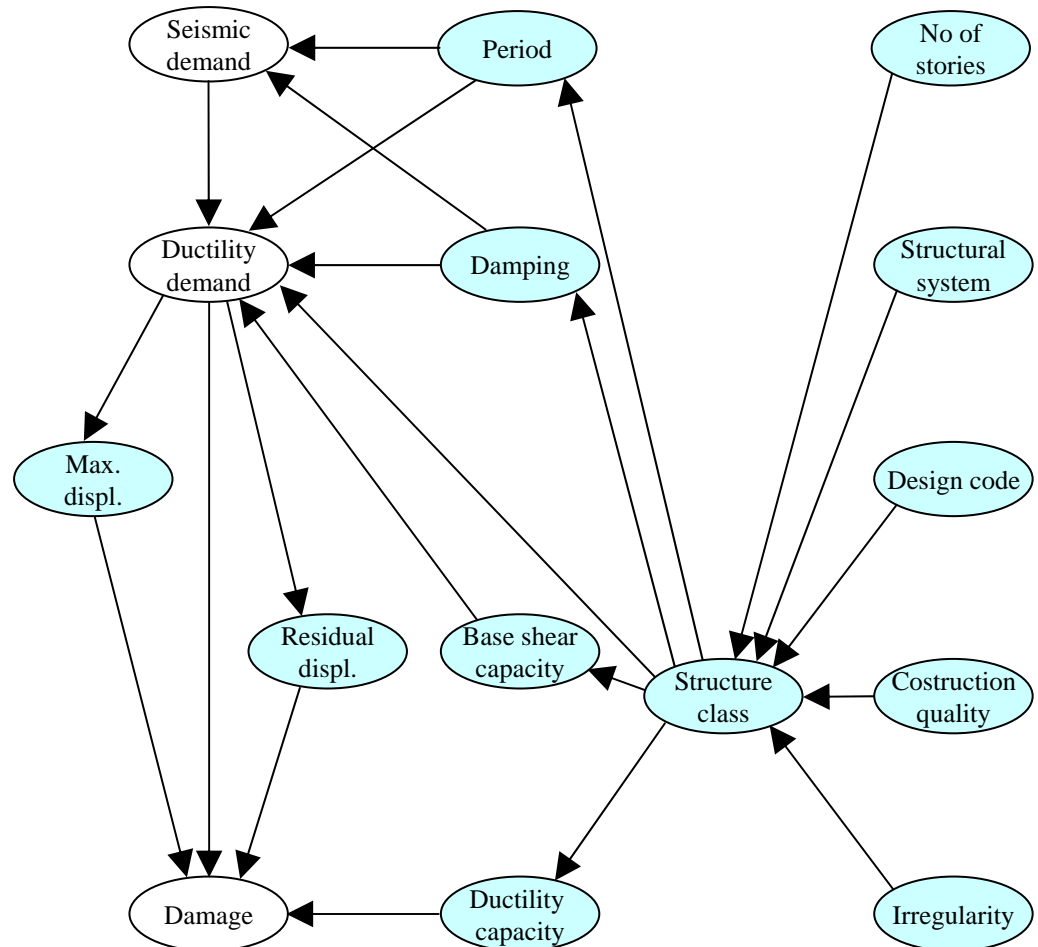 Seismic
demand
Period
No of
stories
Ductility
demand
Damping
Structural
system
Max.
displ.
Design code
Residual
displ.
Base shear
capacity
Structure
class
Costruction
quality
Damage
Ductility
capacity
Irregularity